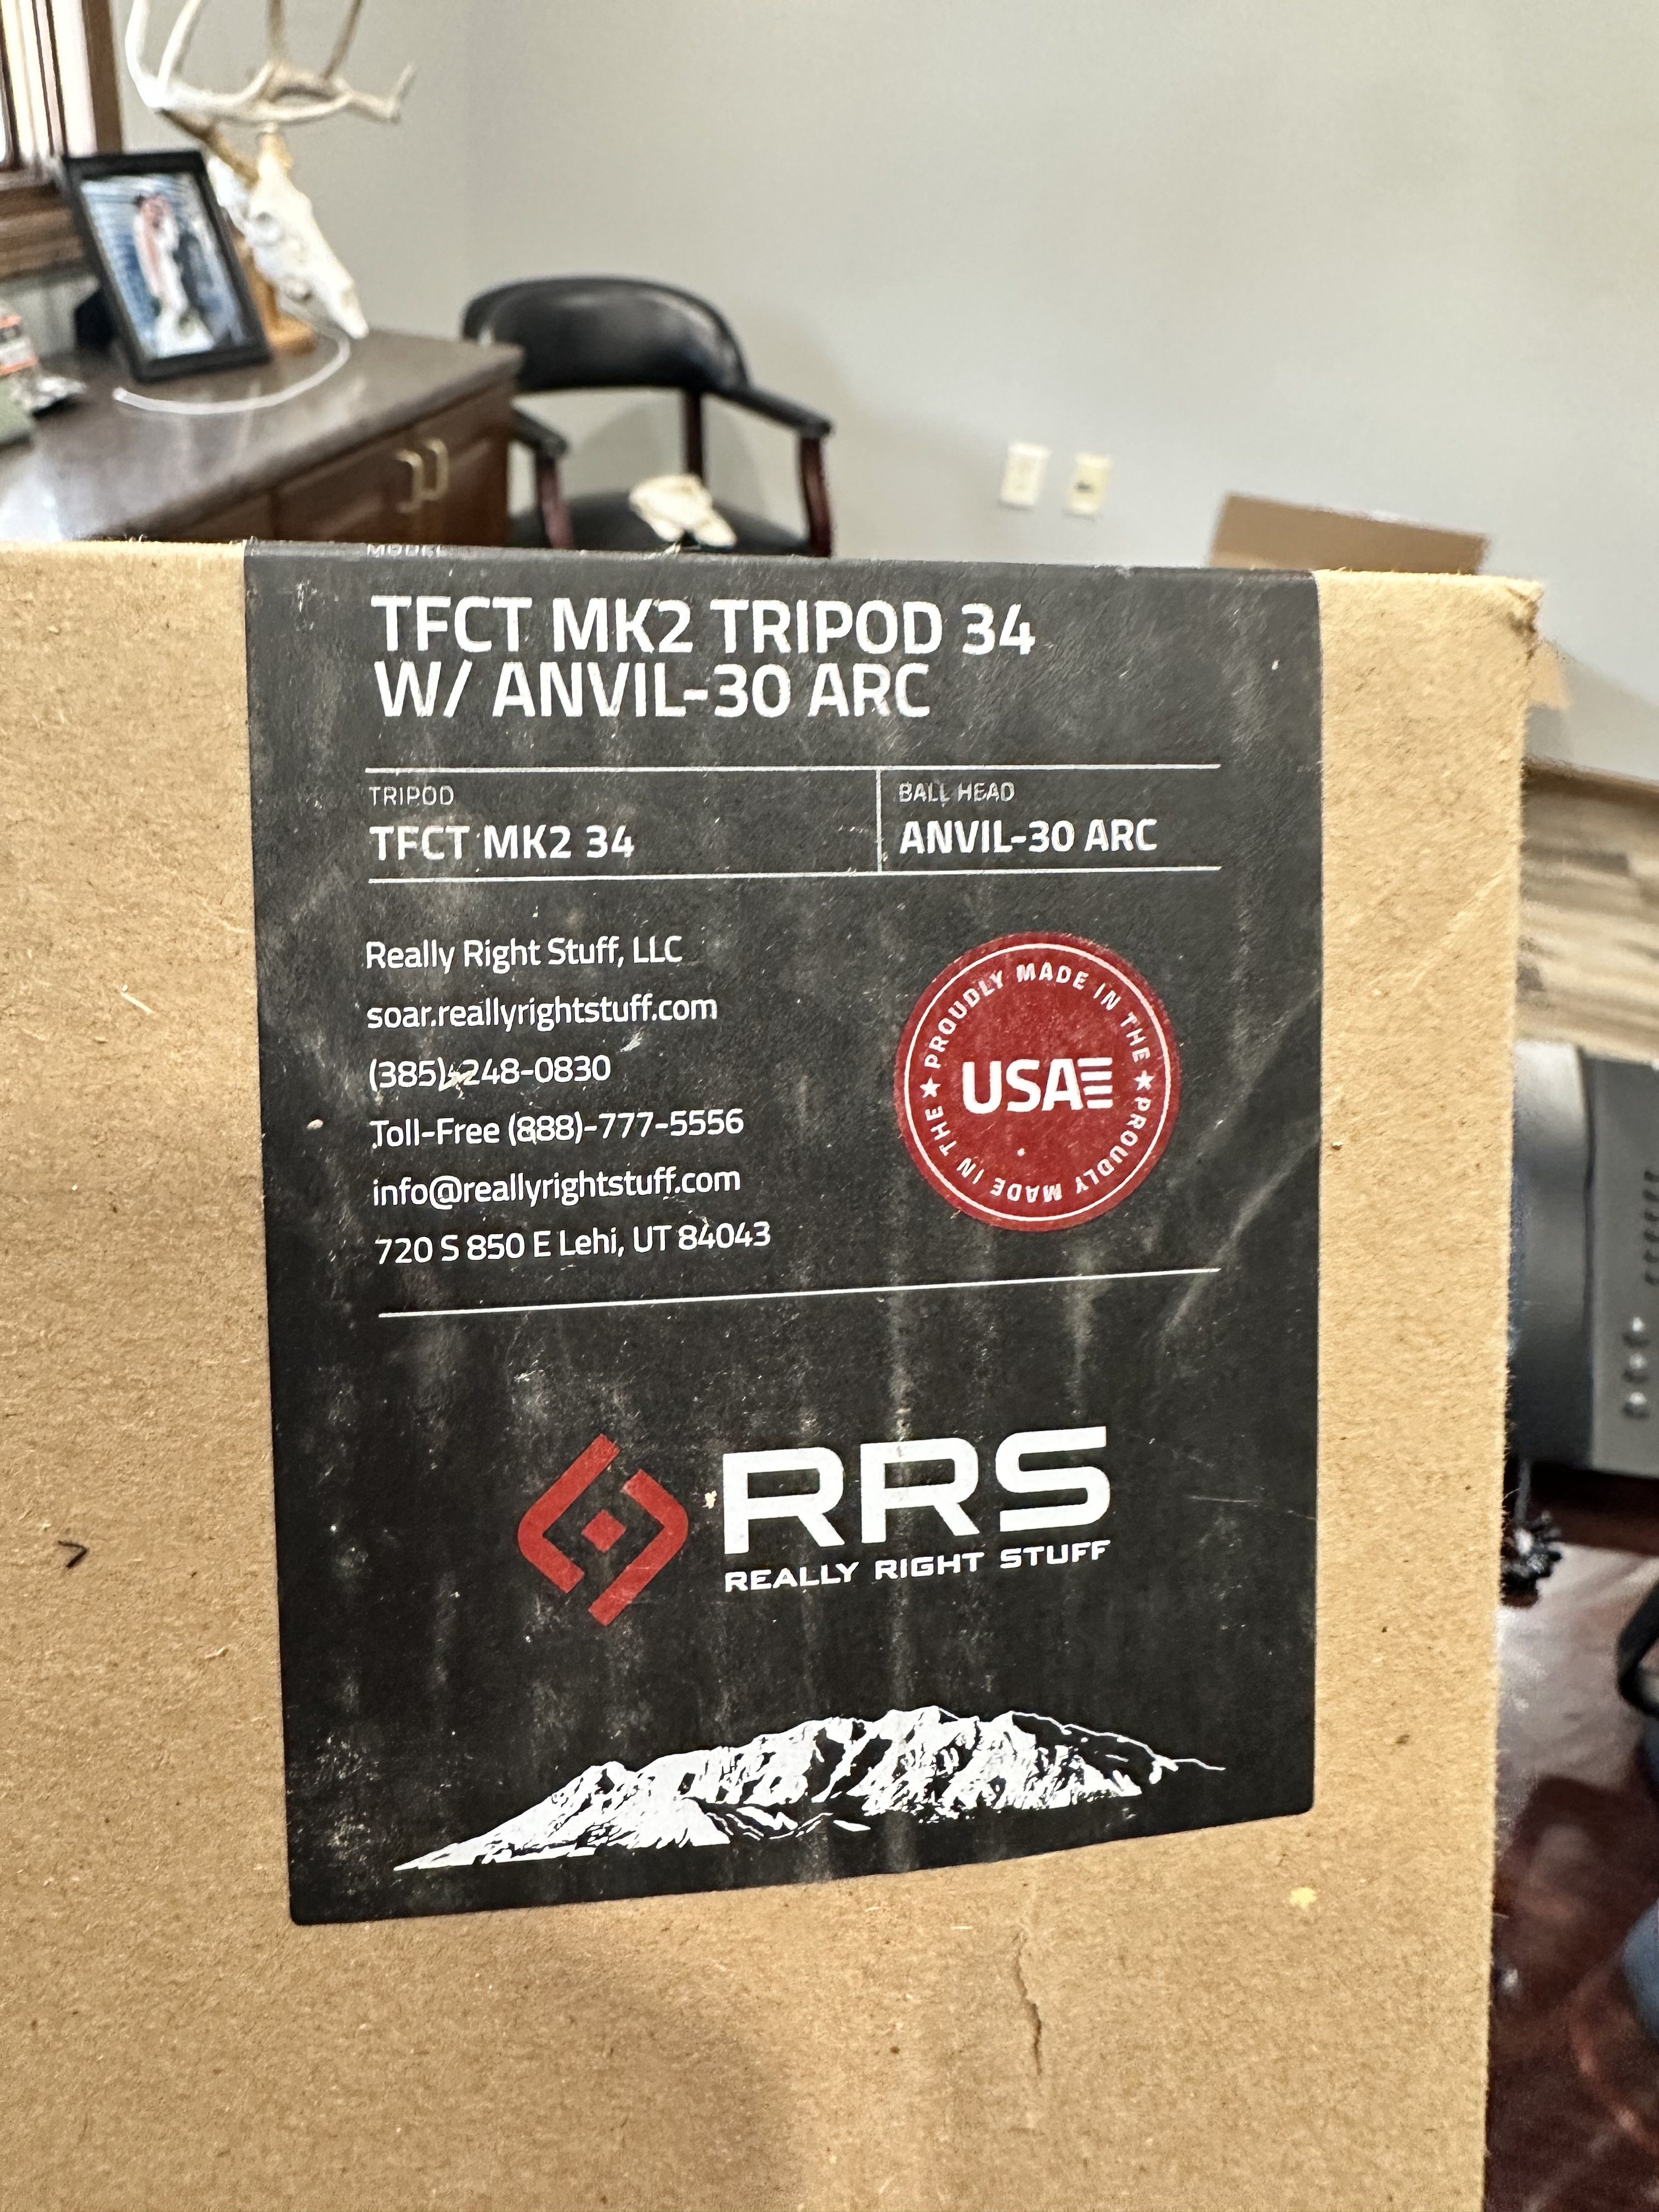 MODEL
TFCT MK2 TRIPOD 34
W/ ANVIL-30 ARC
TRIPOD
TFCT MK2 34
BALL HEAD
ANVIL-30 ARC
Really Right Stuff, LLC
soar.reallyrightstuff.com
(385)-248-0830
Toll-Free (888)-777-5556
info@reallyrightstuff.com
720 S 850 E Lehi, UT 84043
★ PROUDLY MADE IN THE ★ PROUDLY MADE IN THE
USA
RRS
REALLY RIGHT STUFF